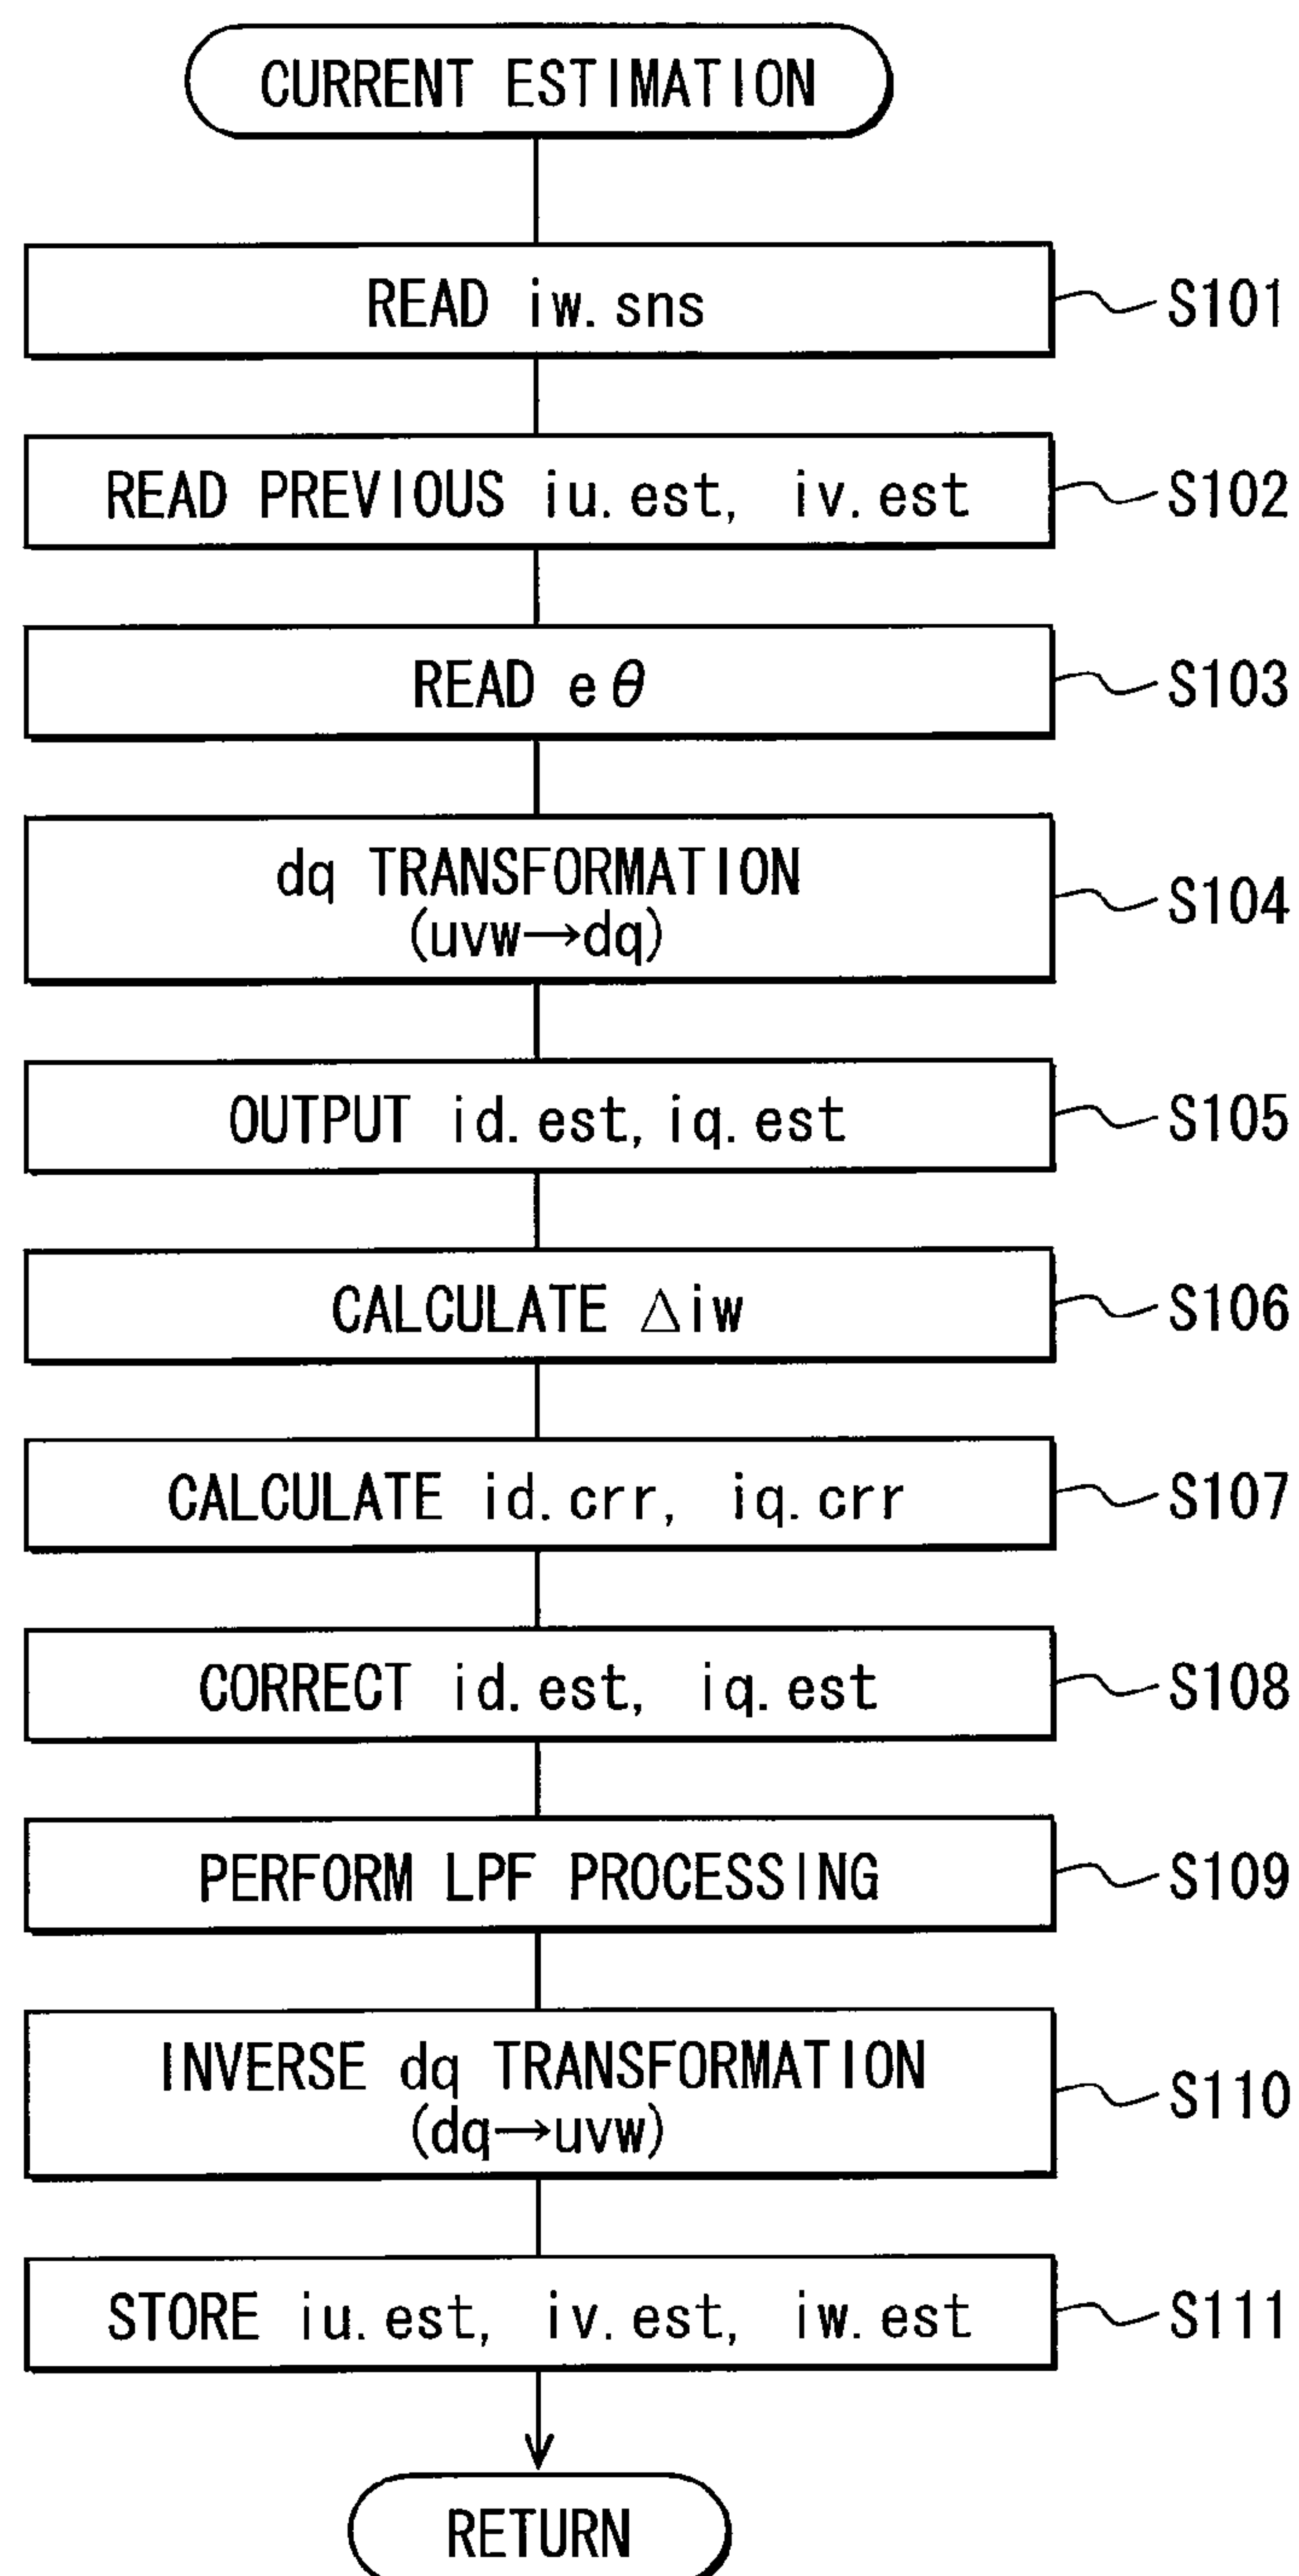 CURRENT ESTIMATION
READ iw.sns S101
READ PREVIOUS iu.est, iv.est S102
READ eθ S103
dq TRANSFORMATION
(uvw→dq) S104
OUTPUT id.est, iq.est S105
CALCULATE Δiw S106
CALCULATE id.crr, iq.crr S107
CORRECT id.est, iq.est S108
PERFORM LPF PROCESSING S109
INVERSE dq TRANSFORMATION
(dq→uvw) S110
STORE iu.est, iv.est, iw.est S111
RETURN